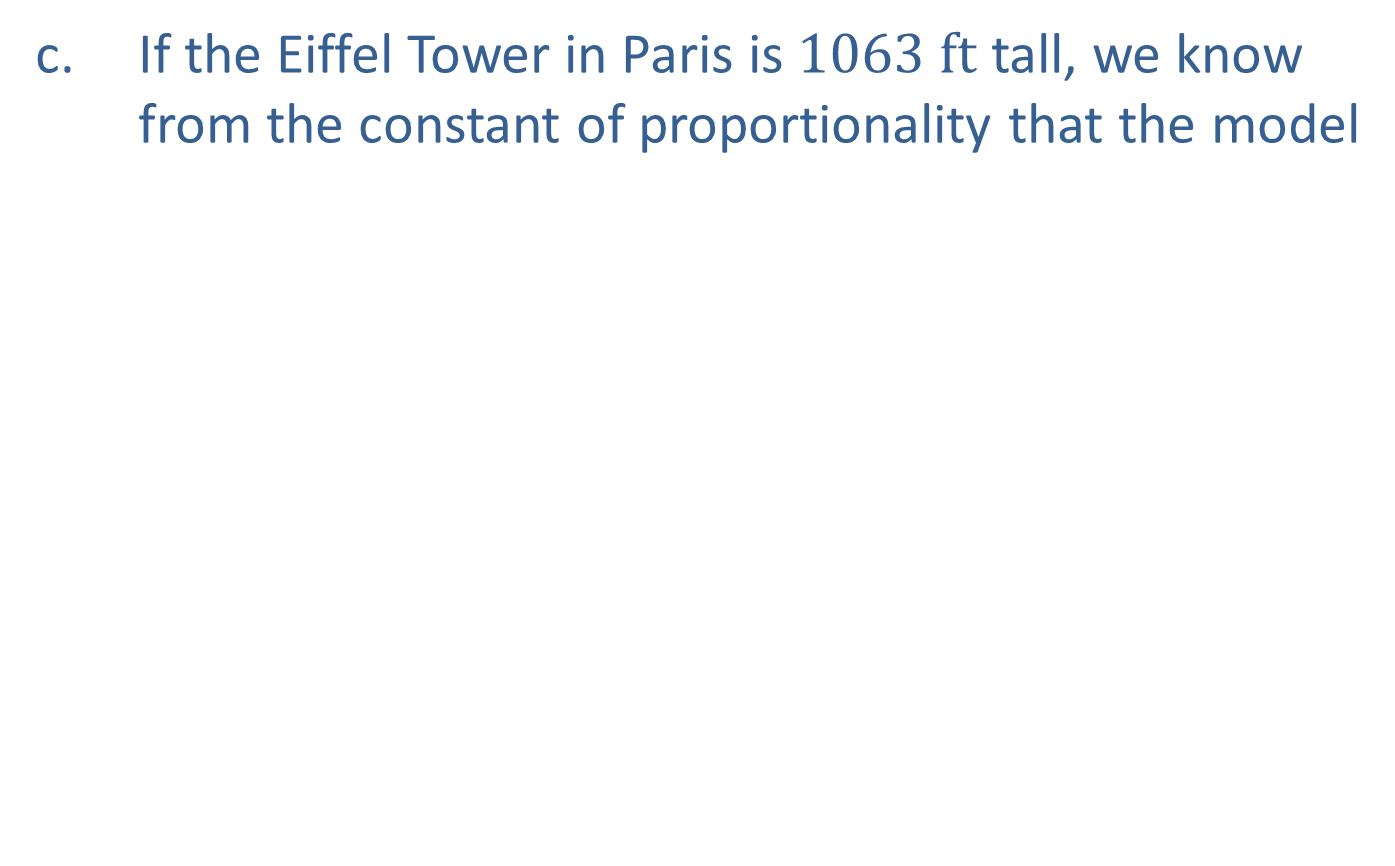 c. If the Eiffel Tower in Paris is 1063 ft tall, we know
from the constant of proportionality that the model